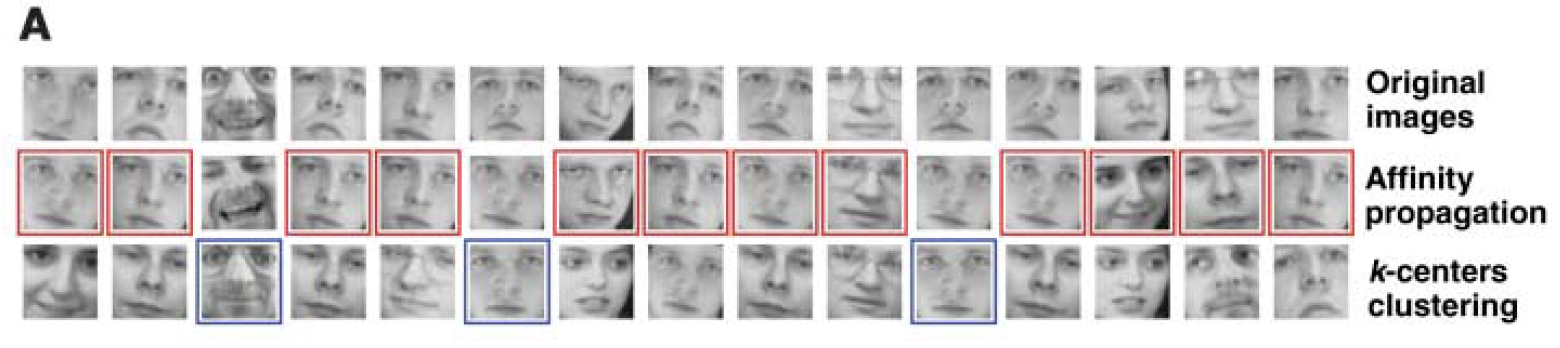 A
Original
images
Affinity
propagation
k-centers
clustering